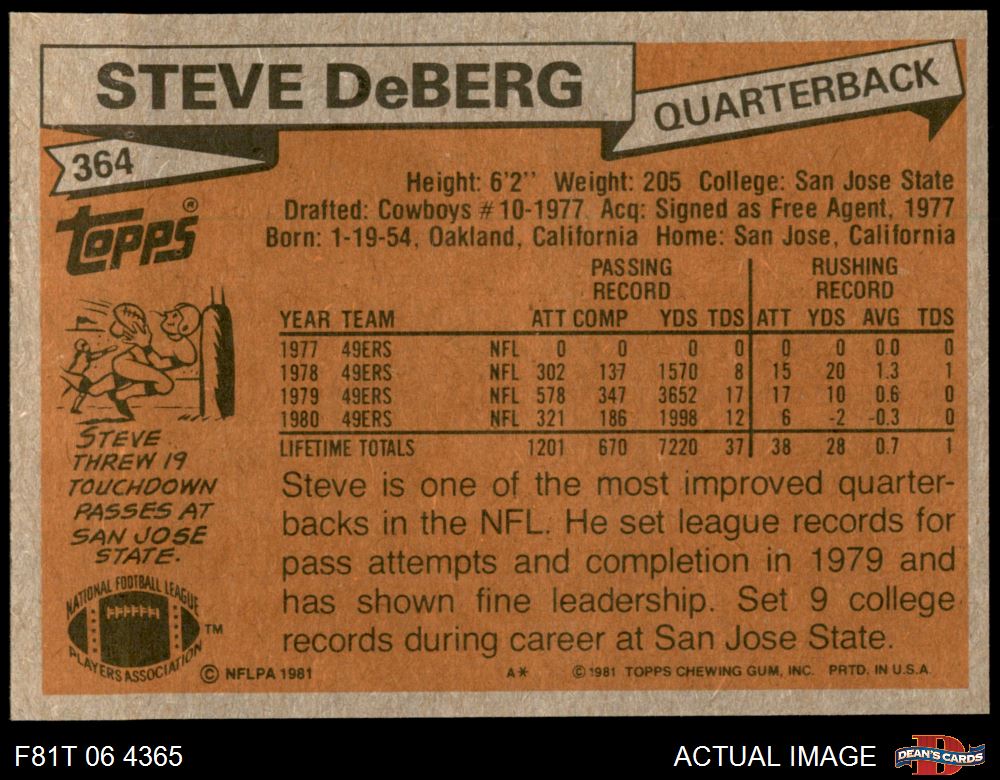 STEVE DeBERG
QUARTERBACK
364
Topps®
Height: 6'2" Weight: 205 College: San Jose State
Drafted: Cowboys #10-1977 Acq: Signed as Free Agent, 1977
Born: 1-19-54, Oakland, California Home: San Jose, California
PASSING RECORD RUSHING RECORD
YEAR TEAM ATT COMP YDS TDS ATT YDS AVG TDS
1977 49ERS NFL 0 0 0 0 0 0 0.0 0
1978 49ERS NFL 302 137 1570 8 15 20 1.3 1
1979 49ERS NFL 578 347 3652 17 17 10 0.6 0
1980 49ERS NFL 321 186 1998 12 6 -2 -0.3 0
LIFETIME TOTALS 1201 670 7220 37 38 28 0.7 1
STEVE
THREW 19
TOUCHDOWN
PASSES AT
SAN JOSE
STATE.
Steve is one of the most improved quarter-
backs in the NFL. He set league records for
pass attempts and completion in 1979 and
has shown fine leadership. Set 9 college
records during career at San Jose State.
NATIONAL FOOTBALL LEAGUE
PLAYERS ASSOCIATION
TM
© NFLPA 1981 A* © 1981 TOPPS CHEWING GUM, INC. PRTD. IN U.S.A.
F81T 06 4365 ACTUAL IMAGE
D
DEAN'S CARDS